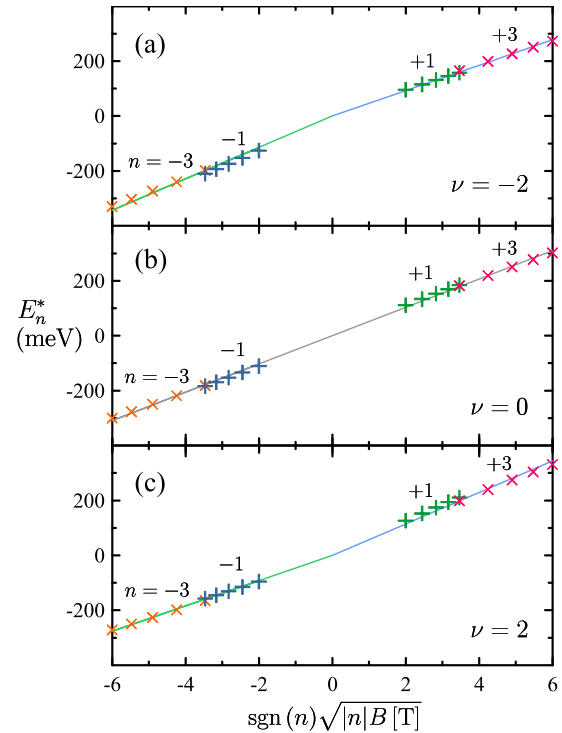 (a)
+3
200
+1
0
−1
n = −3
-200
ν = −2
(b)
+3
200
+1
E*n
(meV)
0
−1
n = −3
-200
ν = 0
(c)
+3
200
+1
0
−1
n = −3
-200
ν = 2
-6 -4 -2 0 2 4 6
sgn (n)√|n|B [T]